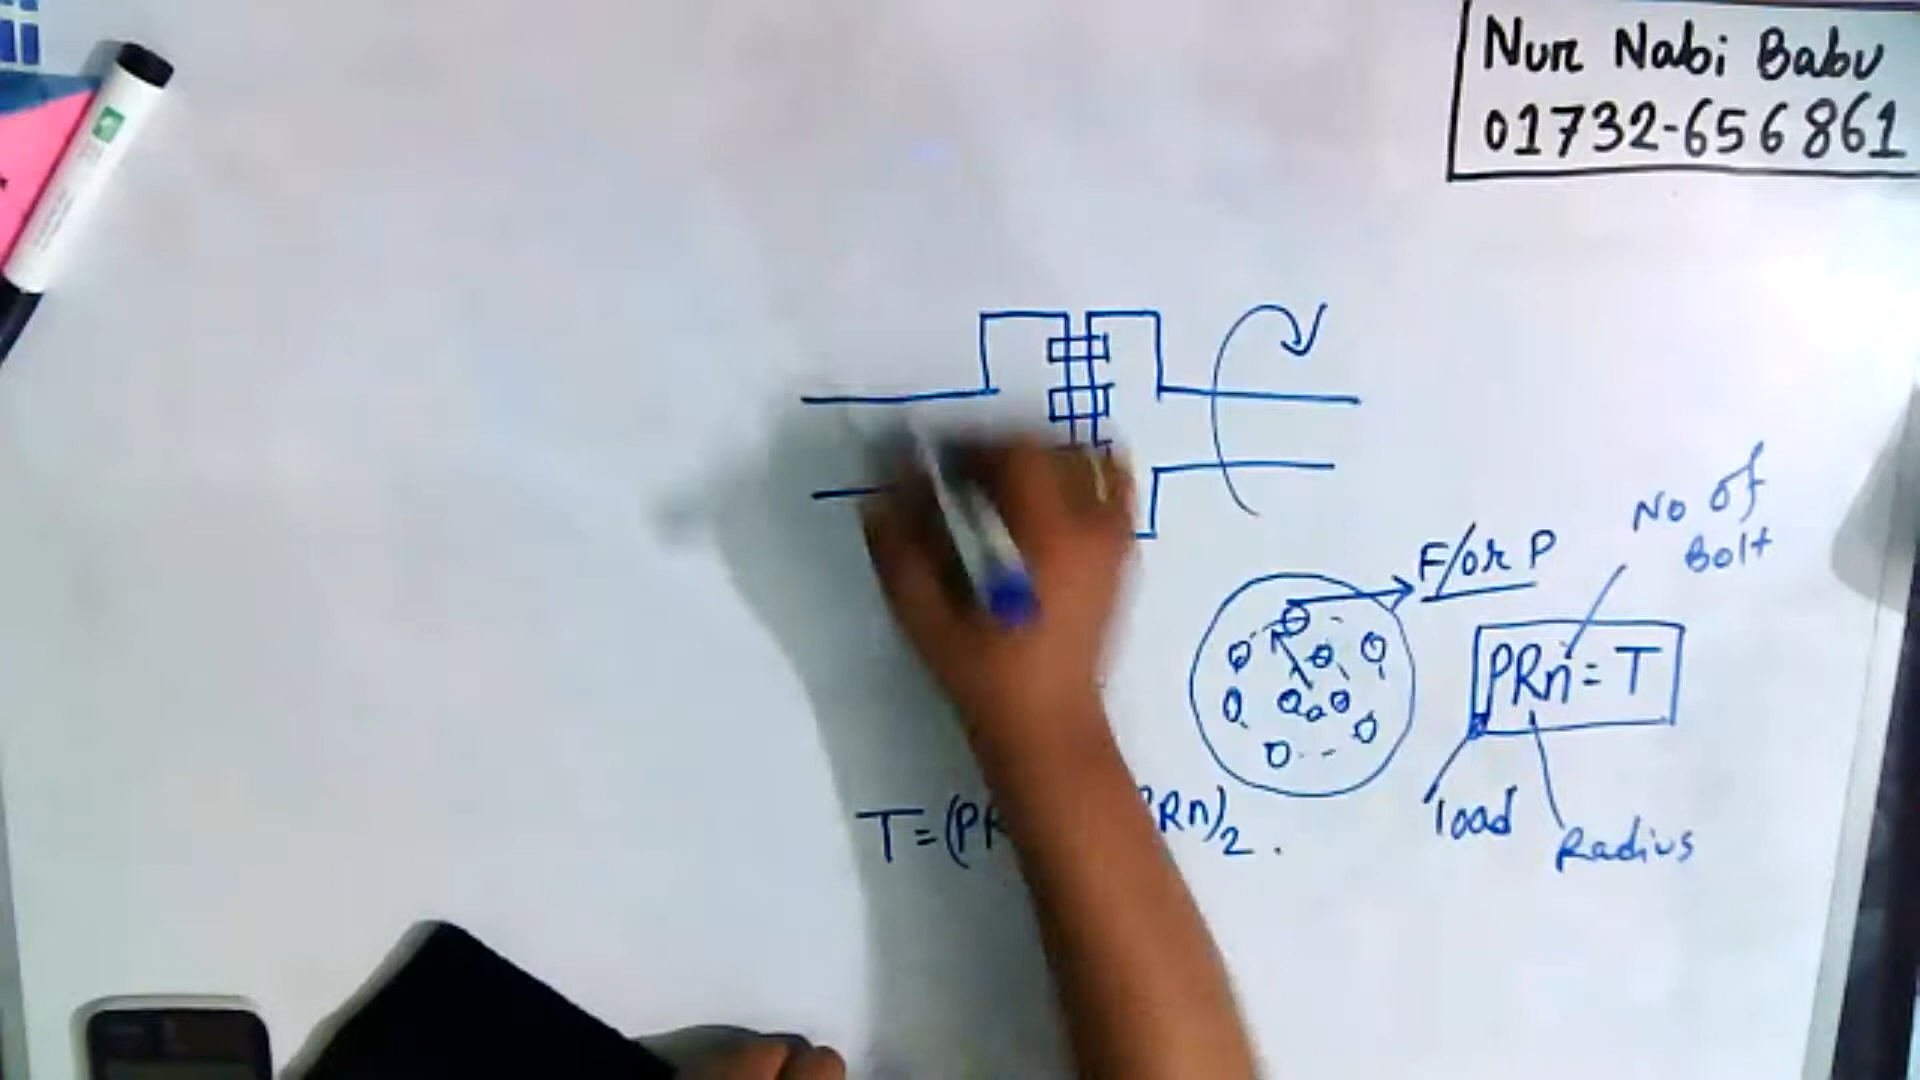 Nur Nabi Babu
01732-656861
No of
Bolt
F/or P
PRn = T
load
Radius
T = (PR Rn)2.